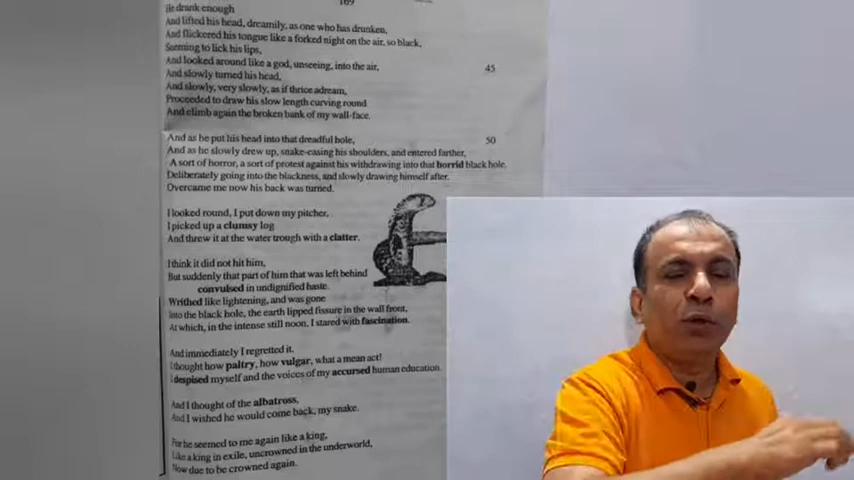 169
He drank enough
And lifted his head, dreamily, as one who has drunken,
And flickered his tongue like a forked night on the air, so black,
Seeming to lick his lips,
And looked around like a god, unseeing, into the air,
45
And slowly turned his head,
And slowly, very slowly, as if thrice adream,
Proceeded to draw his slow length curving round
And climb again the broken bank of my wall-face.
And as he put his head into that dreadful hole,
50
And as he slowly drew up, snake-easing his shoulders, and entered farther,
A sort of horror, a sort of protest against his withdrawing into that horrid black hole,
Deliberately going into the blackness, and slowly drawing himself after,
Overcame me now his back was turned.
I looked round, I put down my pitcher,
I picked up a clumsy log
And threw it at the water trough with a clatter.
I think it did not hit him,
But suddenly that part of him that was left behind
convulsed in undignified haste.
Writhed like lightening, and was gone
Into the black hole, the earth lipped fissure in the wall front,
At which, in the intense still noon, I stared with fascination.
And immediately I regretted it.
I thought how paltry, how vulgar, what a mean act!
I despised myself and the voices of my accursed human education.
And I thought of the albatross,
And I wished he would come back, my snake.
For he seemed to me again like a king,
Like a king in exile, uncrowned in the underworld,
Now due to be crowned again.